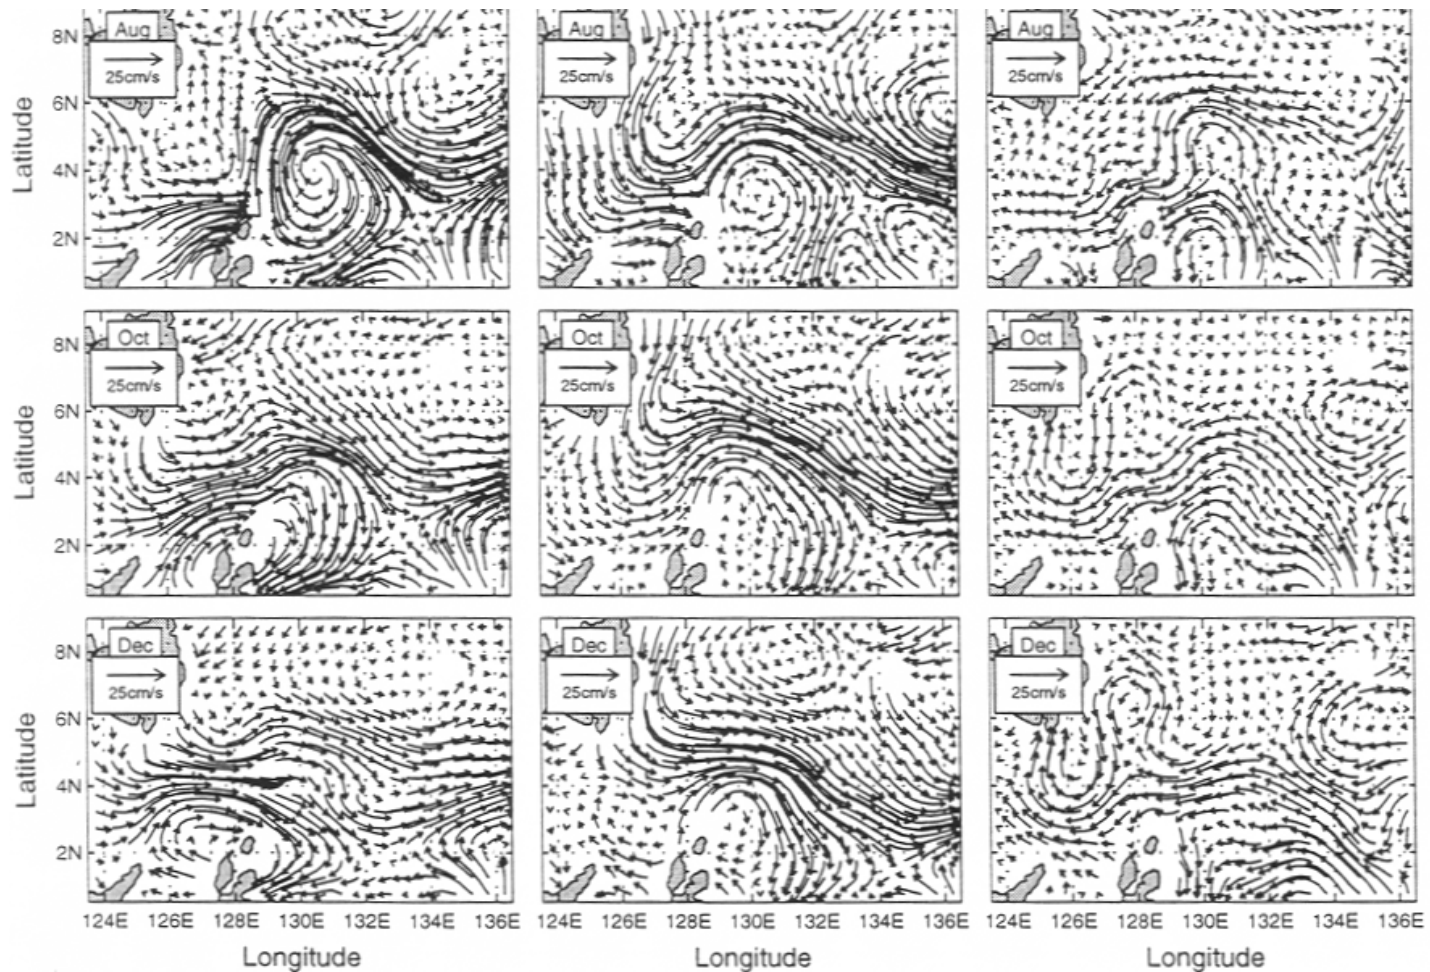 Aug Aug Aug
8N
25cm/s 25cm/s 25cm/s
6N
Latitude
4N
2N
Oct Oct Oct
8N
25cm/s 25cm/s 25cm/s
6N
Latitude
4N
2N
Dec Dec Dec
8N
25cm/s 25cm/s 25cm/s
6N
Latitude
4N
2N
124E 126E 128E 130E 132E 134E 136E 124E 126E 128E 130E 132E 134E 136E 124E 126E 128E 130E 132E 134E 136E
Longitude Longitude Longitude